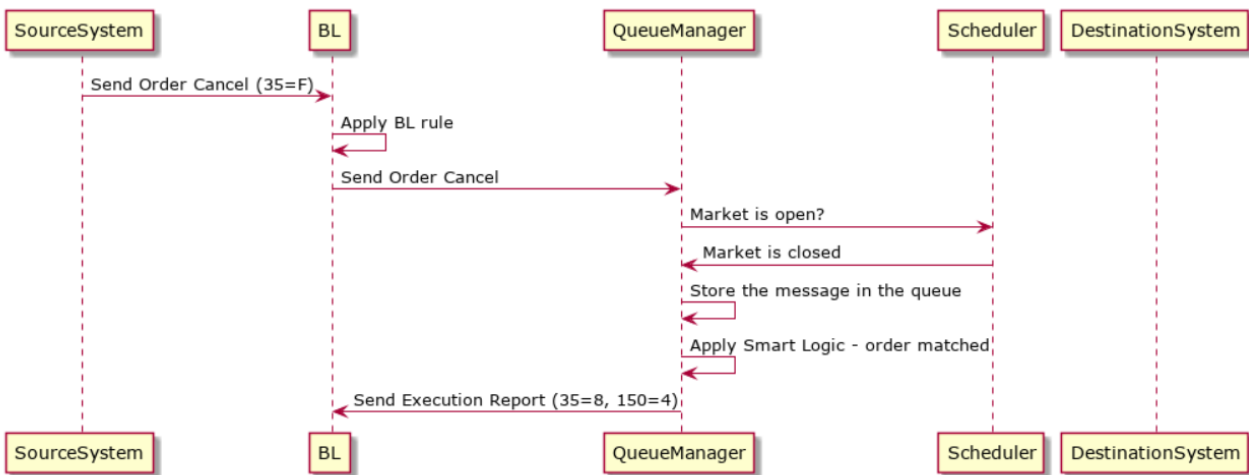 SourceSystem
BL
QueueManager
Scheduler
DestinationSystem
Send Order Cancel (35=F)
Apply BL rule
Send Order Cancel
Market is open?
Market is closed
Store the message in the queue
Apply Smart Logic - order matched
Send Execution Report (35=8, 150=4)
SourceSystem
BL
QueueManager
Scheduler
DestinationSystem